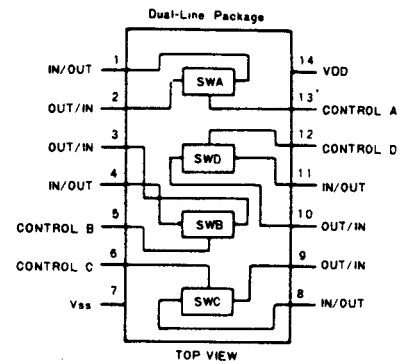 Dual-Line Package
1
IN/OUT
SWA
14
VDD
2
OUT/IN
13
CONTROL A
3
OUT/IN
12
CONTROL D
SWD
4
IN/OUT
11
IN/OUT
5
CONTROL B
SWB
10
OUT/IN
6
CONTROL C
9
OUT/IN
7
Vss
SWC
8
IN/OUT
TOP VIEW